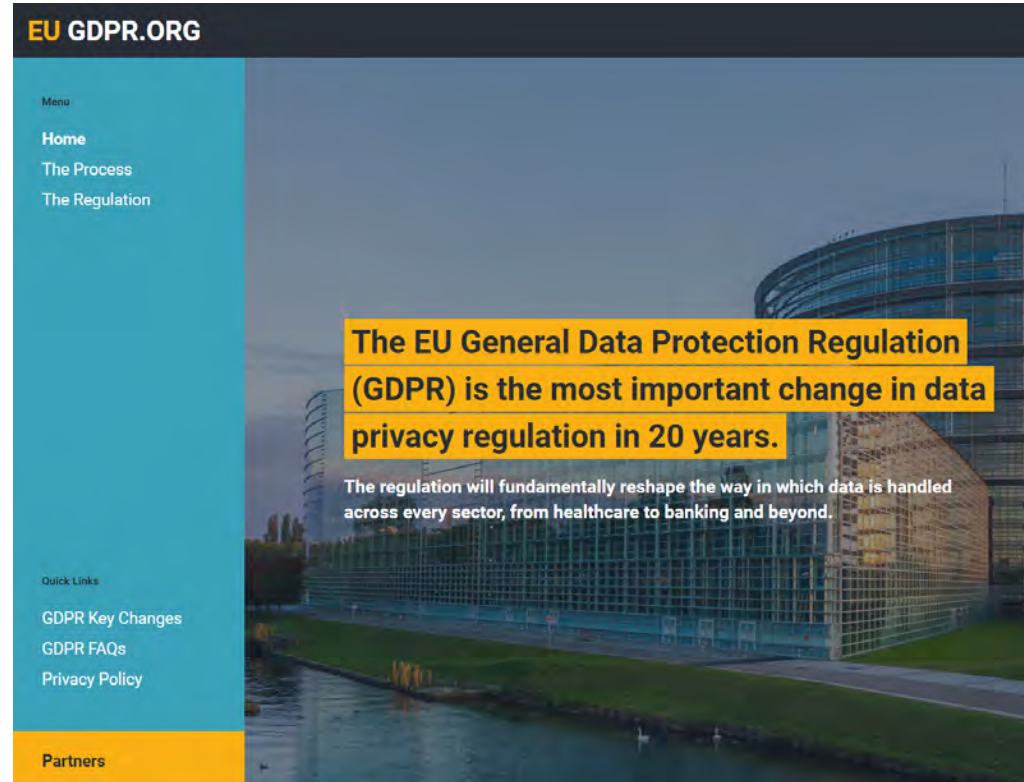 EU GDPR.ORG
Menu
Home
The Process
The Regulation
The EU General Data Protection Regulation
(GDPR) is the most important change in data
privacy regulation in 20 years.
The regulation will fundamentally reshape the way in which data is handled
across every sector, from healthcare to banking and beyond.
Quick Links
GDPR Key Changes
GDPR FAQs
Privacy Policy
Partners